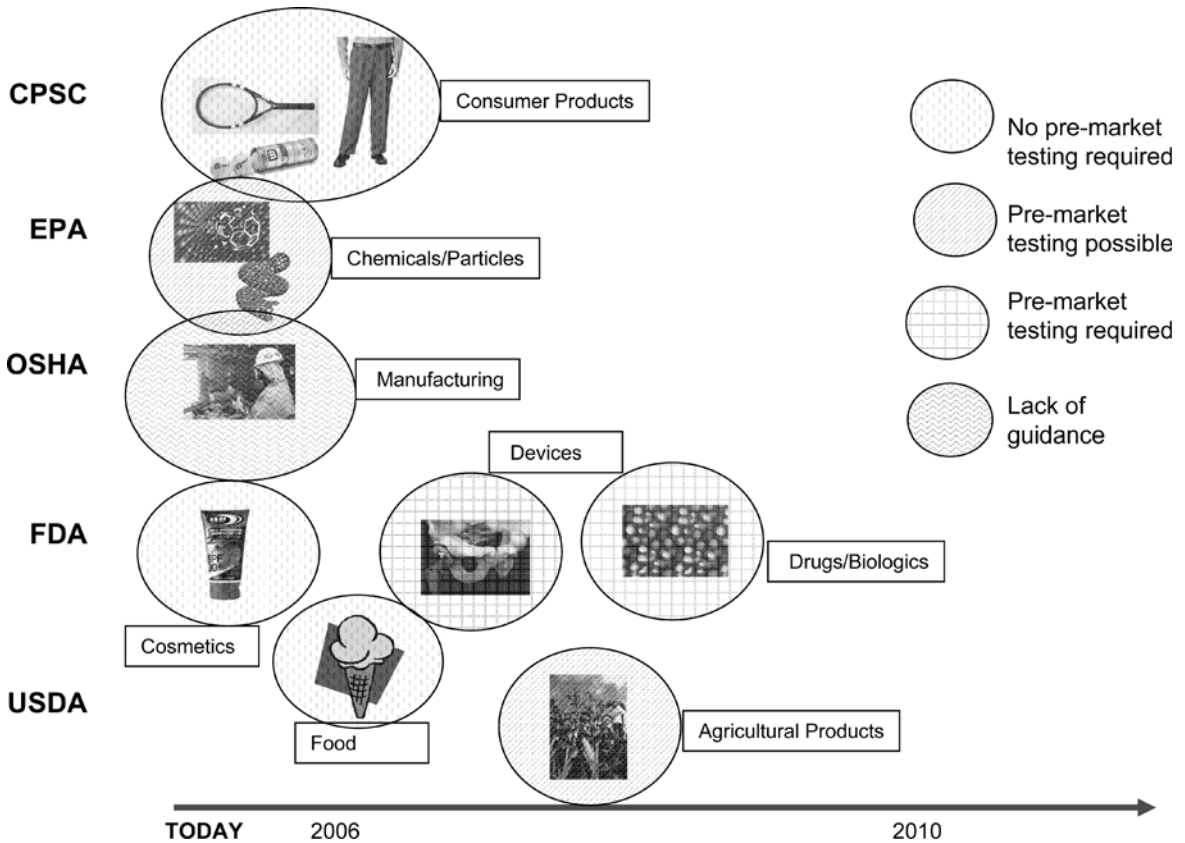 CPSC
Consumer Products
No pre-market
testing required
EPA
Chemicals/Particles
Pre-market
testing possible
OSHA
Manufacturing
Pre-market
testing required
Lack of
guidance
FDA
Devices
Drugs/Biologics
Cosmetics
USDA
Food
Agricultural Products
TODAY
2006
2010